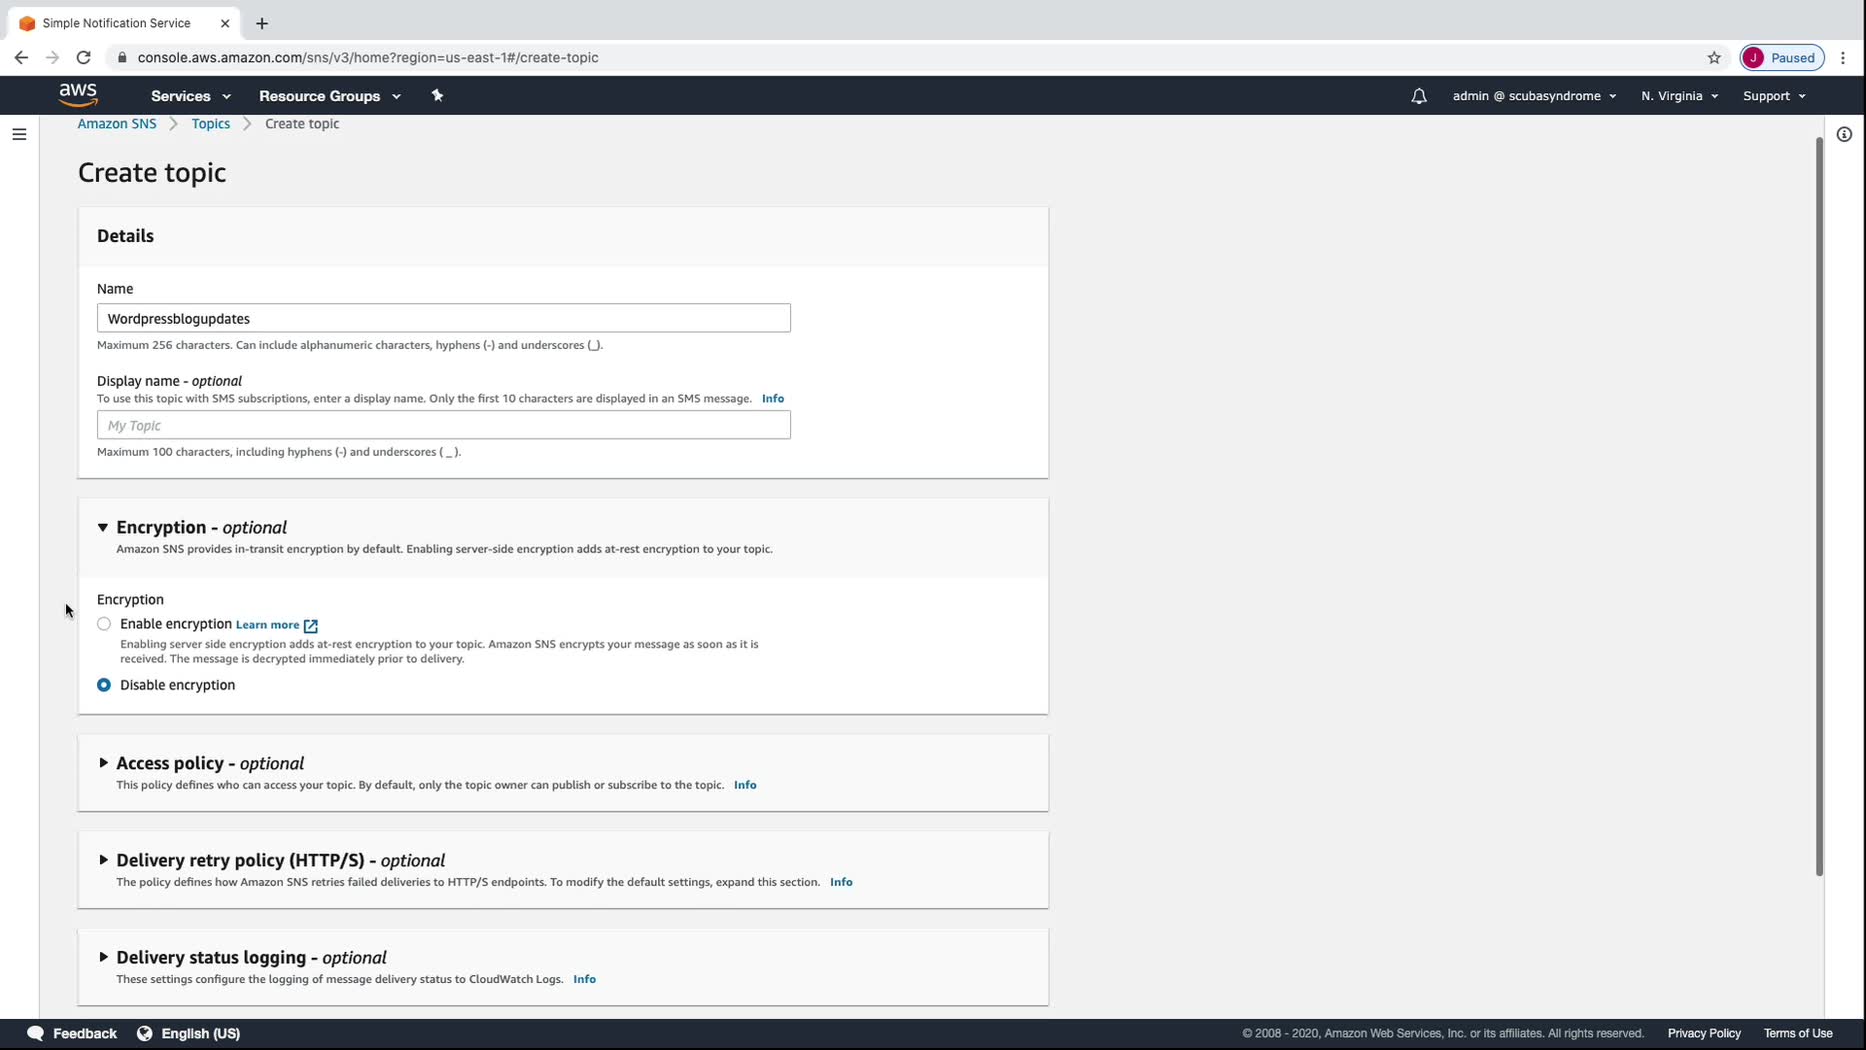 Simple Notification Service
console.aws.amazon.com/sns/v3/home?region=us-east-1#/create-topic
J Paused
aws Services Resource Groups admin @ scubasyndrome N. Virginia Support
Amazon SNS Topics Create topic
Create topic
Details
Name
Wordpressblogupdates
Maximum 256 characters. Can include alphanumeric characters, hyphens (-) and underscores (_).
Display name - optional
To use this topic with SMS subscriptions, enter a display name. Only the first 10 characters are displayed in an SMS message. Info
My Topic
Maximum 100 characters, including hyphens (-) and underscores ( _ ).
Encryption - optional
Amazon SNS provides in-transit encryption by default. Enabling server-side encryption adds at-rest encryption to your topic.
Encryption
Enable encryption Learn more
Enabling server side encryption adds at-rest encryption to your topic. Amazon SNS encrypts your message as soon as it is
received. The message is decrypted immediately prior to delivery.
Disable encryption
Access policy - optional
This policy defines who can access your topic. By default, only the topic owner can publish or subscribe to the topic. Info
Delivery retry policy (HTTP/S) - optional
The policy defines how Amazon SNS retries failed deliveries to HTTP/S endpoints. To modify the default settings, expand this section. Info
Delivery status logging - optional
These settings configure the logging of message delivery status to CloudWatch Logs. Info
Feedback English (US) © 2008 - 2020, Amazon Web Services, Inc. or its affiliates. All rights reserved. Privacy Policy Terms of Use